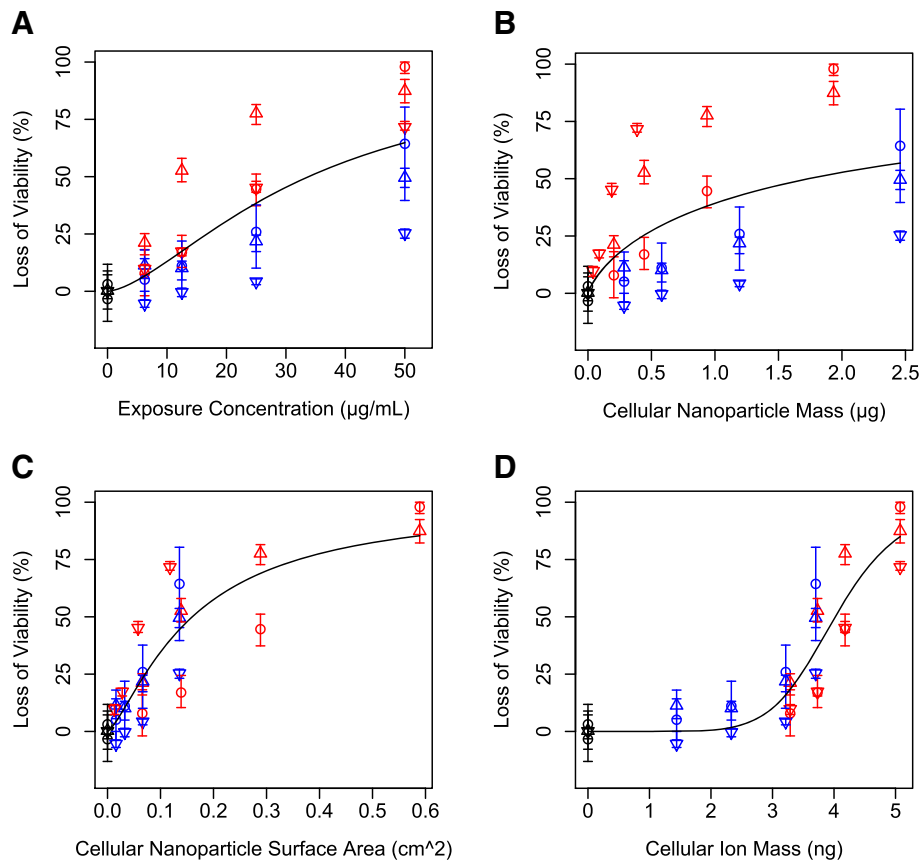 A
Loss of Viability (%)
100
75
50
25
0
0 10 20 30 40 50
Exposure Concentration (µg/mL)
B
Loss of Viability (%)
100
75
50
25
0
0.0 0.5 1.0 1.5 2.0 2.5
Cellular Nanoparticle Mass (µg)
C
Loss of Viability (%)
100
75
50
25
0
0.0 0.1 0.2 0.3 0.4 0.5 0.6
Cellular Nanoparticle Surface Area (cm^2)
D
Loss of Viability (%)
100
75
50
25
0
0 1 2 3 4 5
Cellular Ion Mass (ng)